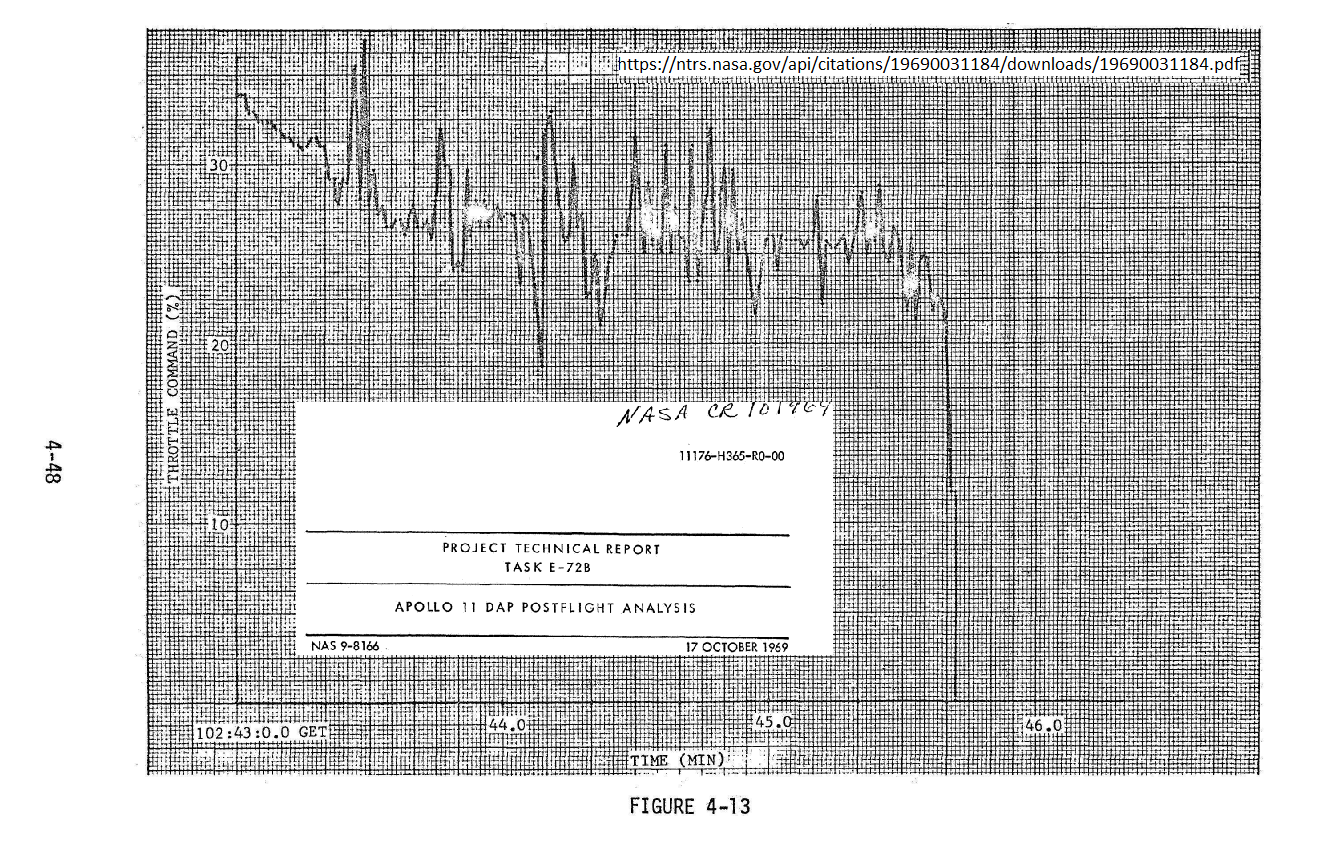 https://ntrs.nasa.gov/api/citations/19690031184/downloads/19690031184.pdf
30
20
10
THROTTLE COMMAND (%)
4-48
NASA CR 101964
11176-H365-R0-00
PROJECT TECHNICAL REPORT
TASK E-72B
APOLLO 11 DAP POSTFLIGHT ANALYSIS
NAS 9-8166 17 OCTOBER 1969
102:43:0.0 GET 44.0 45.0 46.0
TIME (MIN)
FIGURE 4-13